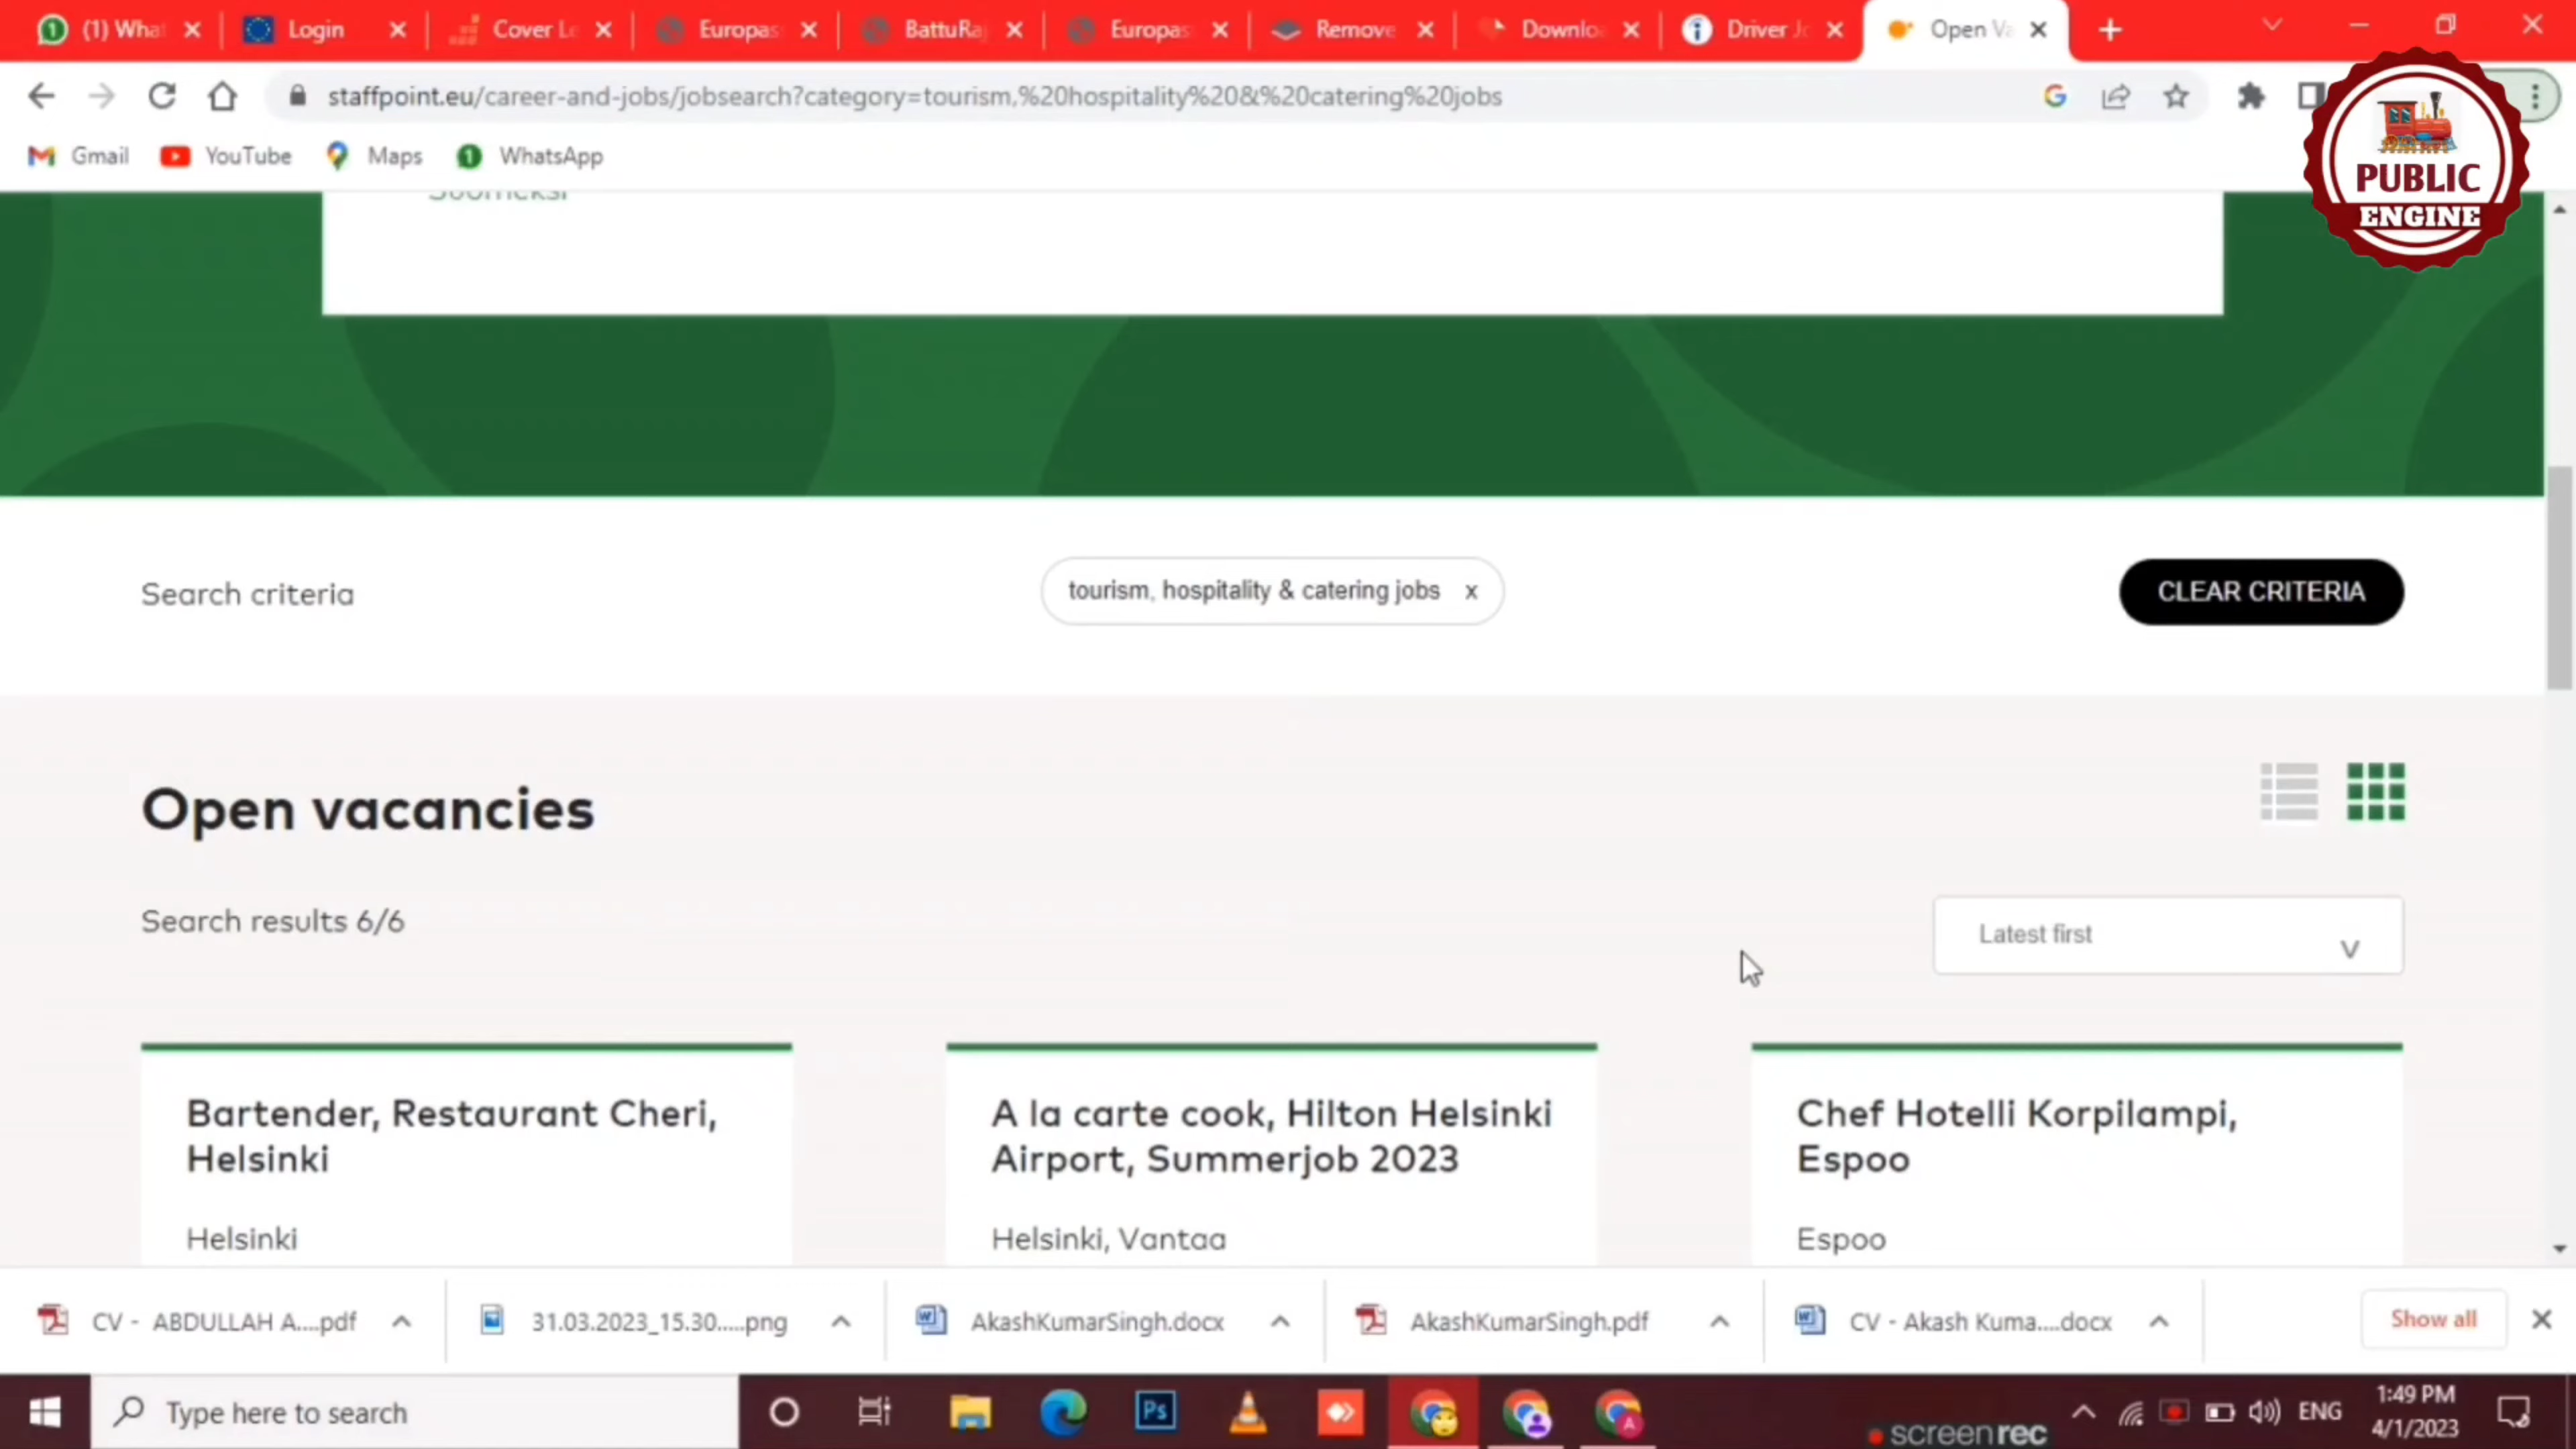 (1) What
Login
Cover Le
Europas
BattuRaj
Europas
Remove
Downlo
Driver Jo
Open Va
staffpoint.eu/career-and-jobs/jobsearch?category=tourism,%20hospitality%20&%20catering%20jobs
Gmail
YouTube
Maps
WhatsApp
PUBLIC
ENGINE
Suomeksi
Search criteria
tourism, hospitality & catering jobs x
CLEAR CRITERIA
Open vacancies
Search results 6/6
Latest first
Bartender, Restaurant Cheri,
Helsinki
Helsinki
A la carte cook, Hilton Helsinki
Airport, Summerjob 2023
Helsinki, Vantaa
Chef Hotelli Korpilampi,
Espoo
Espoo
CV - ABDULLAH A....pdf
31.03.2023_15.30.....png
AkashKumarSingh.docx
AkashKumarSingh.pdf
CV - Akash Kuma....docx
Show all
Type here to search
Ps
A
screenrec
ENG
1:49 PM
4/1/2023